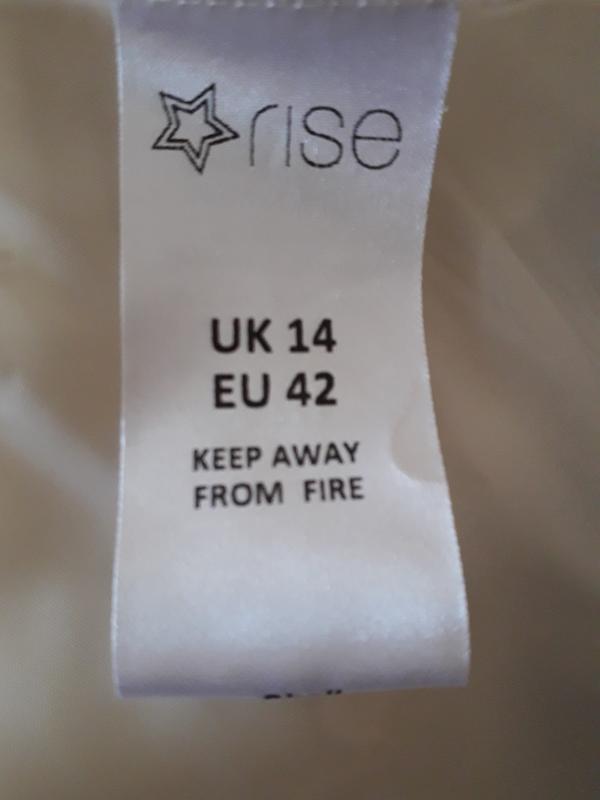 rise
UK 14
EU 42
KEEP AWAY
FROM FIRE